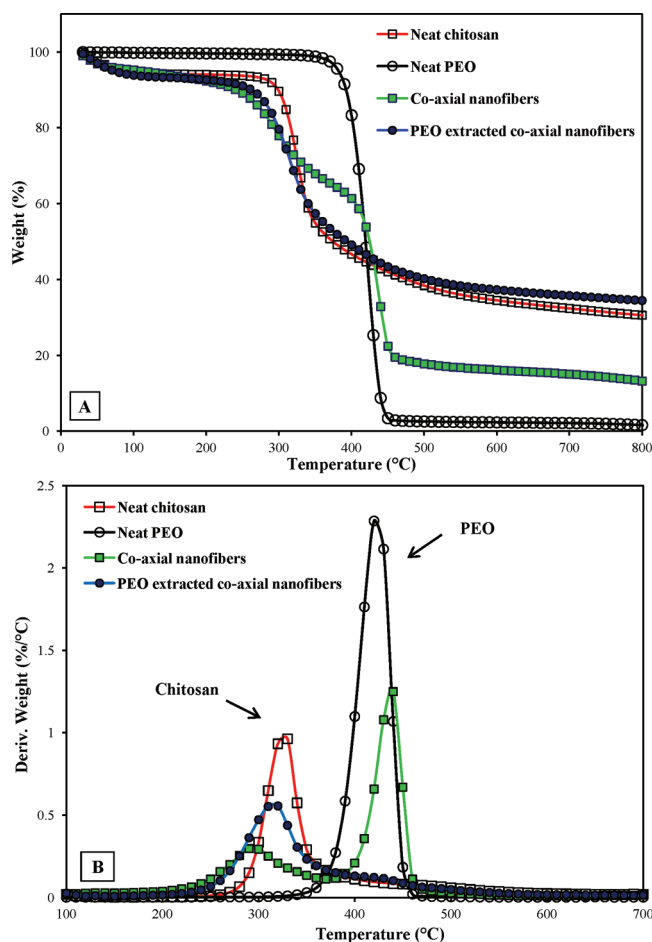 100
80
60
40
20
0
Weight (%)
Neat chitosan
Neat PEO
Co-axial nanofibers
PEO extracted co-axial nanofibers
A
0 100 200 300 400 500 600 700 800
Temperature (°C)
2.5
2
1.5
1
0.5
0
Deriv. Weight (%/°C)
Neat chitosan
Neat PEO
Co-axial nanofibers
PEO extracted co-axial nanofibers
PEO
Chitosan
B
100 200 300 400 500 600 700
Temperature (°C)